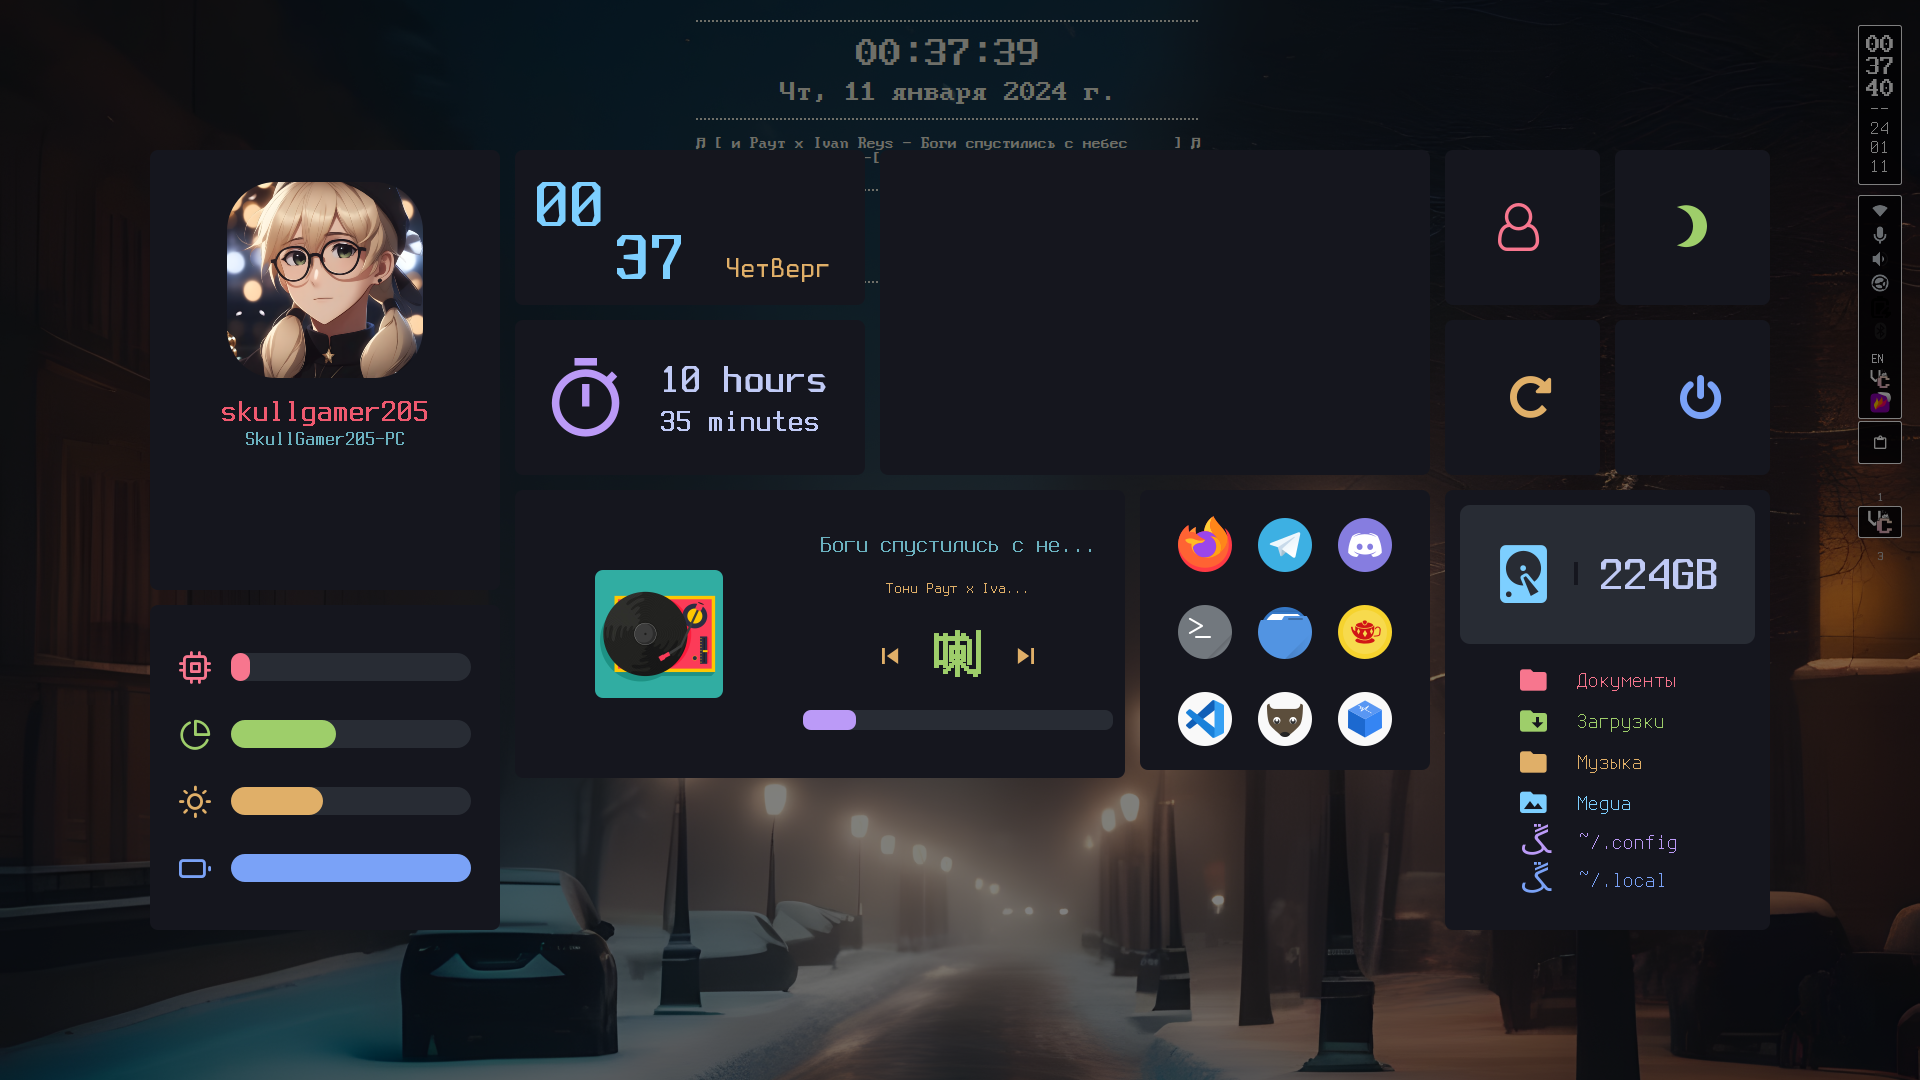 00:37:39
Чт, 11 января 2024 г.
♫ [ и Раут x Ivan Reys - Боги спустились с небес ] ♫
-[
00
37
Четверг
10 hours
35 minutes
skullgamer205
SkullGamer205-PC
Боги спустились с не...
Тони Раут x Iva...
喇
224GB
Документы
Загрузки
Музыка
Медиа
~/.config
~/.local
00
37
40
--
24
01
11
EN
1
3